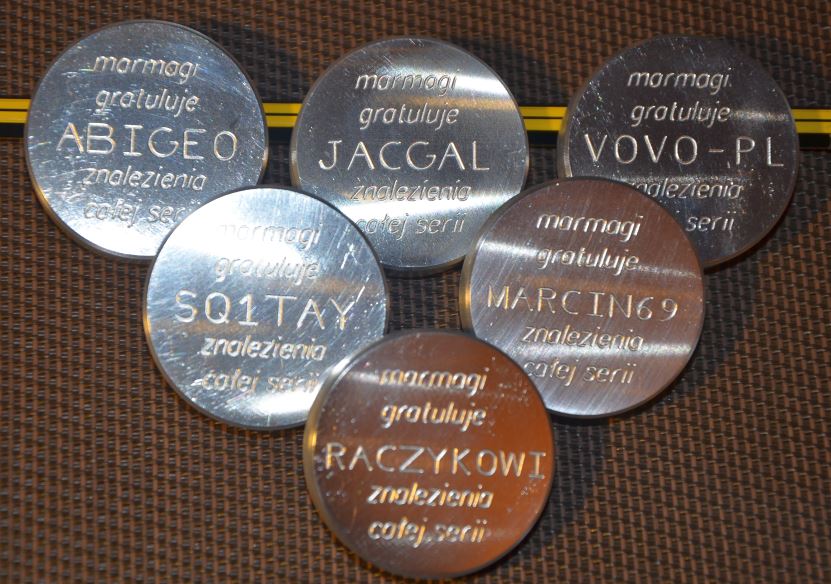 marmagi
gratuluje
ABIGEO
znalezienia
całej serii
marmagi
gratuluje
JACGAL
znalezienia
całej serii
marmagi
gratuluje
VOVO-PL
znalezienia
serii
marmagi
gratuluje
SQ1TAY
znalezienia
całej serii
marmagi
gratuluje
MARCIN69
znalezienia
całej serii
marmagi
gratuluje
RACZYKOWI
znalezienia
całej serii